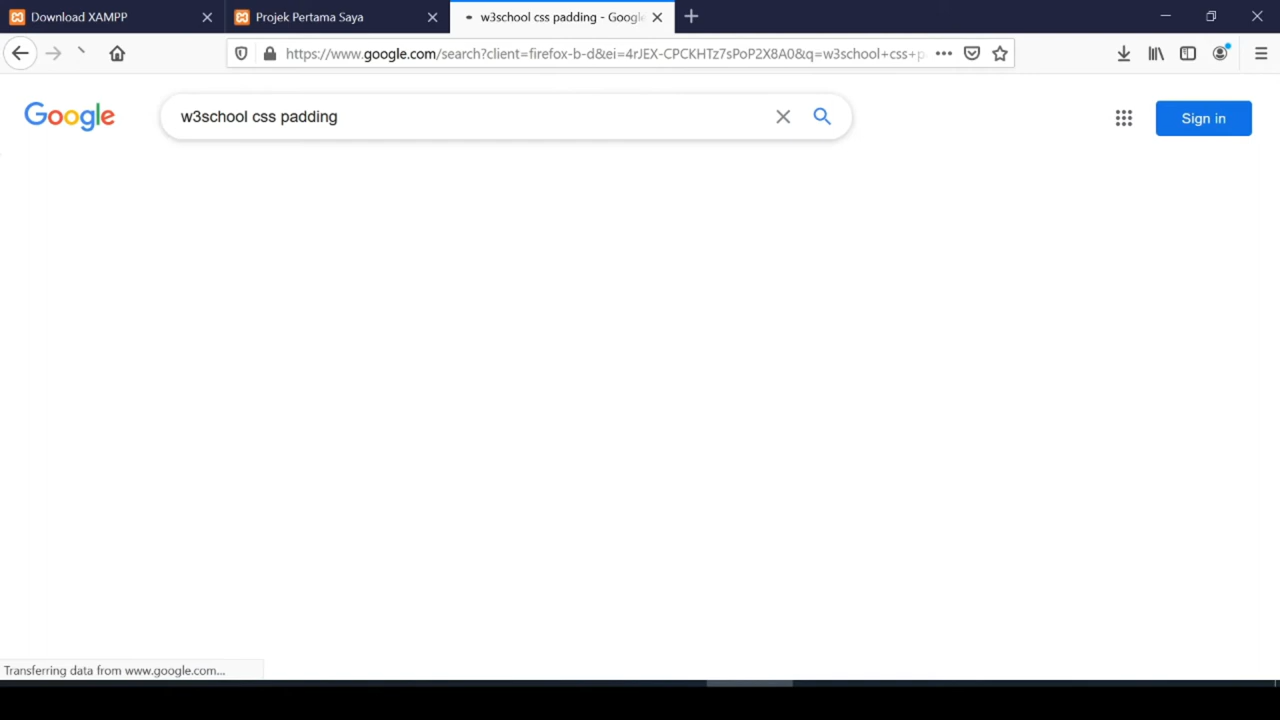 Download XAMPP
Projek Pertama Saya
w3school css padding - Google
https://www.google.com/search?client=firefox-b-d&ei=4rJEX-CPCKHTz7sPoP2X8A0&q=w3school+css+p
Google
w3school css padding
Sign in
Transferring data from www.google.com...